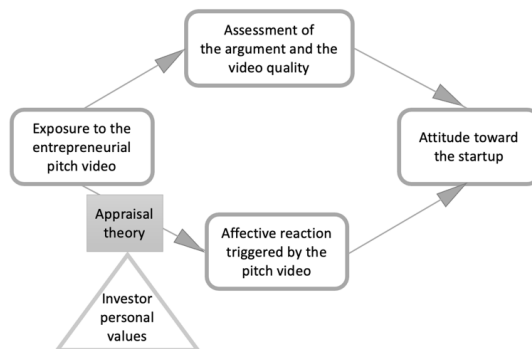 Assessment of
the argument and the
video quality
Exposure to the
entrepreneurial
pitch video
Attitude toward
the startup
Appraisal
theory
Affective reaction
triggered by the
pitch video
Investor
personal
values